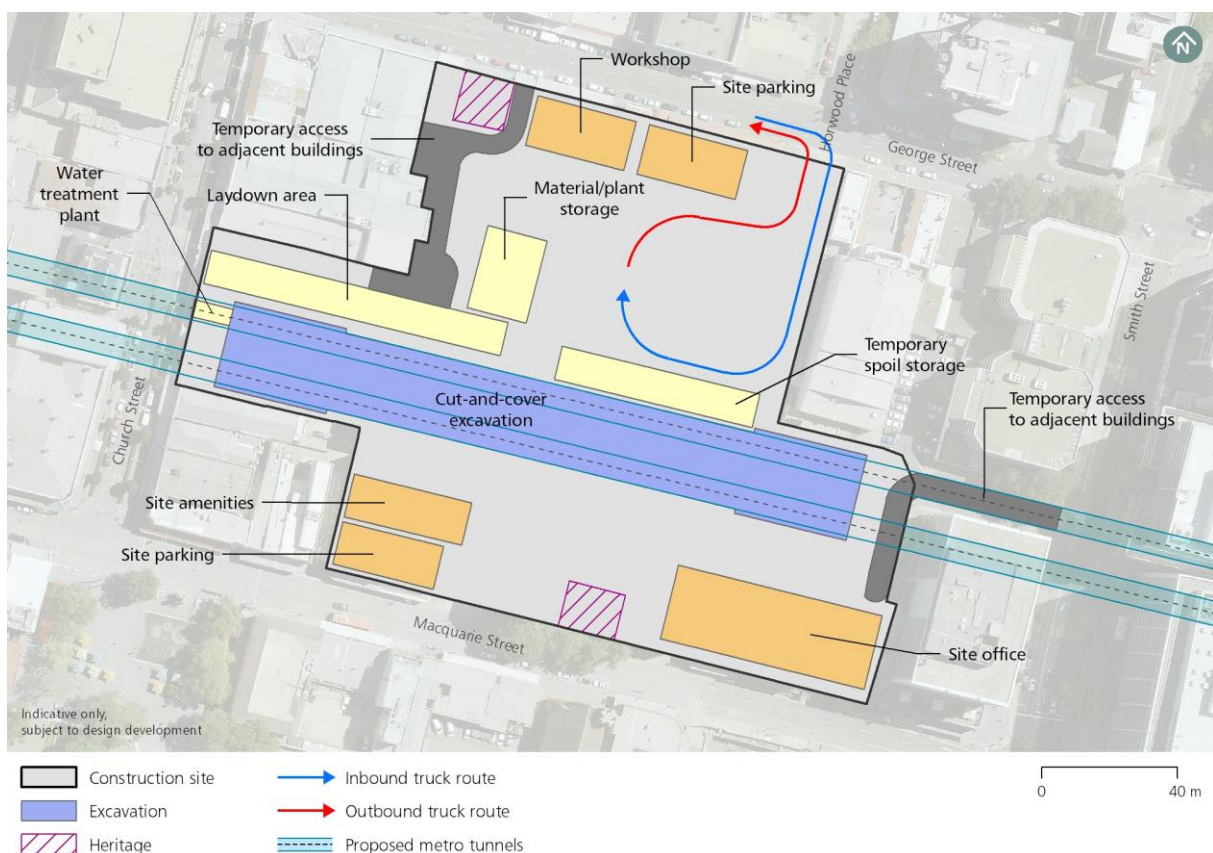 N
Workshop
Site parking
Horwood Place
George Street
Temporary access
to adjacent buildings
Water
treatment
plant
Laydown area
Material/plant
storage
Smith Street
Temporary
spoil storage
Temporary access
to adjacent buildings
Cut-and-cover
excavation
Church Street
Site amenities
Site parking
Macquarie Street
Site office
Indicative only,
subject to design development
Construction site
Inbound truck route
0 40 m
Excavation
Outbound truck route
Heritage
Proposed metro tunnels